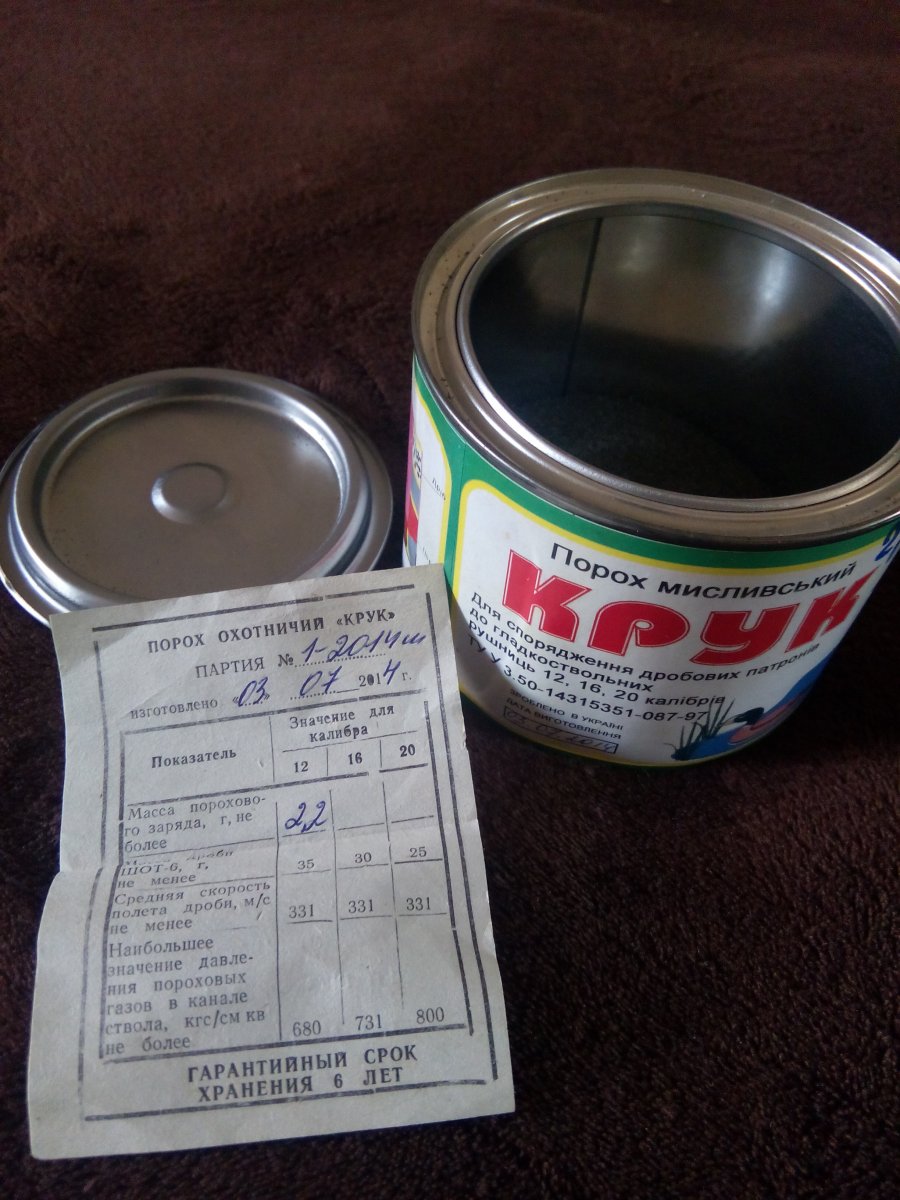 Порох мисливський
Крук
Для спорядження дробових патронів
до гладкоствольних
рушниць 12, 16, 20 калібрів
ТУ У 3.50-14315351-087-97
ЗРОБЛЕНО В УКРАЇНІ
ДАТА ВИГОТОВЛЕННЯ
ПОРОХ ОХОТНИЧИЙ «КРУК»
ПАРТИЯ № 1-2014ш
изготовлено «03» 07 2014 г.
Показатель
Значение для
калибра
12 16 20
Масса порохово-
го заряда, г, не
более
2,2
дроби
ШОТ-6, г,
не менее
35 30 25
Средняя скорость
полета дроби, м/с
не менее
331 331 331
Наибольшее
значение давле-
ния пороховых
газов в канале
ствола, кгс/см кв
не более
680 731 800
ГАРАНТИЙНЫЙ СРОК
ХРАНЕНИЯ 6 ЛЕТ